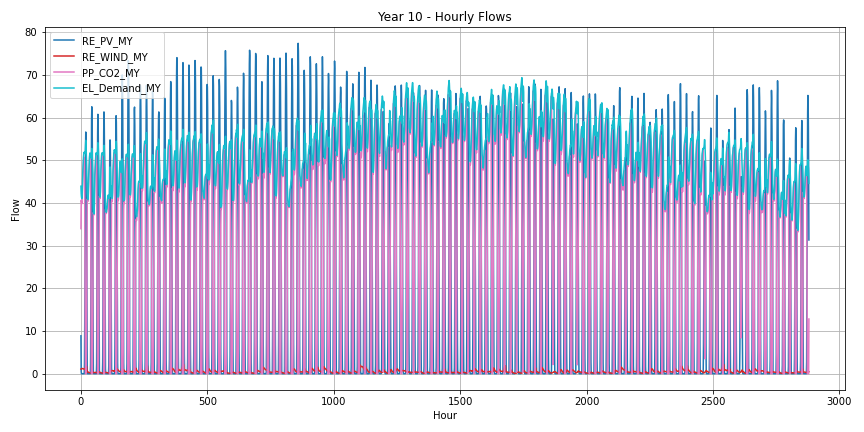 Year 10 - Hourly Flows
RE_PV_MY
RE_WIND_MY
PP_CO2_MY
EL_Demand_MY
80
70
60
50
40
30
20
10
0
Flow
0 500 1000 1500 2000 2500 3000
Hour